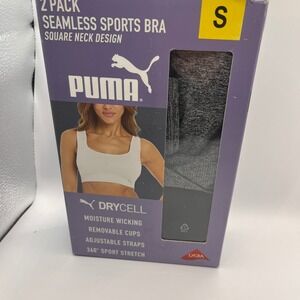 2 PACK
SEAMLESS SPORTS BRA
SQUARE NECK DESIGN
S
PUMA
DRYCELL
MOISTURE WICKING
REMOVABLE CUPS
ADJUSTABLE STRAPS
360° SPORT STRETCH
LYCRA